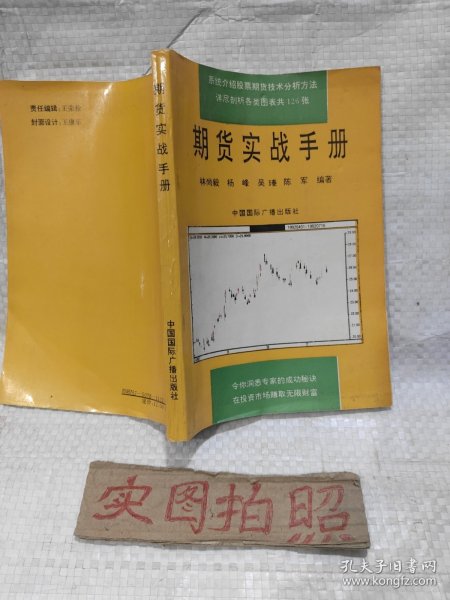 系统介绍股票期货技术分析方法
详尽剖析各类图表共126张
期货实战手册
杨峰 吴瑧 陈军 编著
中国国际广播出版社
令你洞悉专家的成功秘诀
在投资市场赚取无限财富
期货实战手册
中国国际广播出版社
责任编辑：
封面设计：
实图拍照
孔夫子旧书网
www.kongfz.com